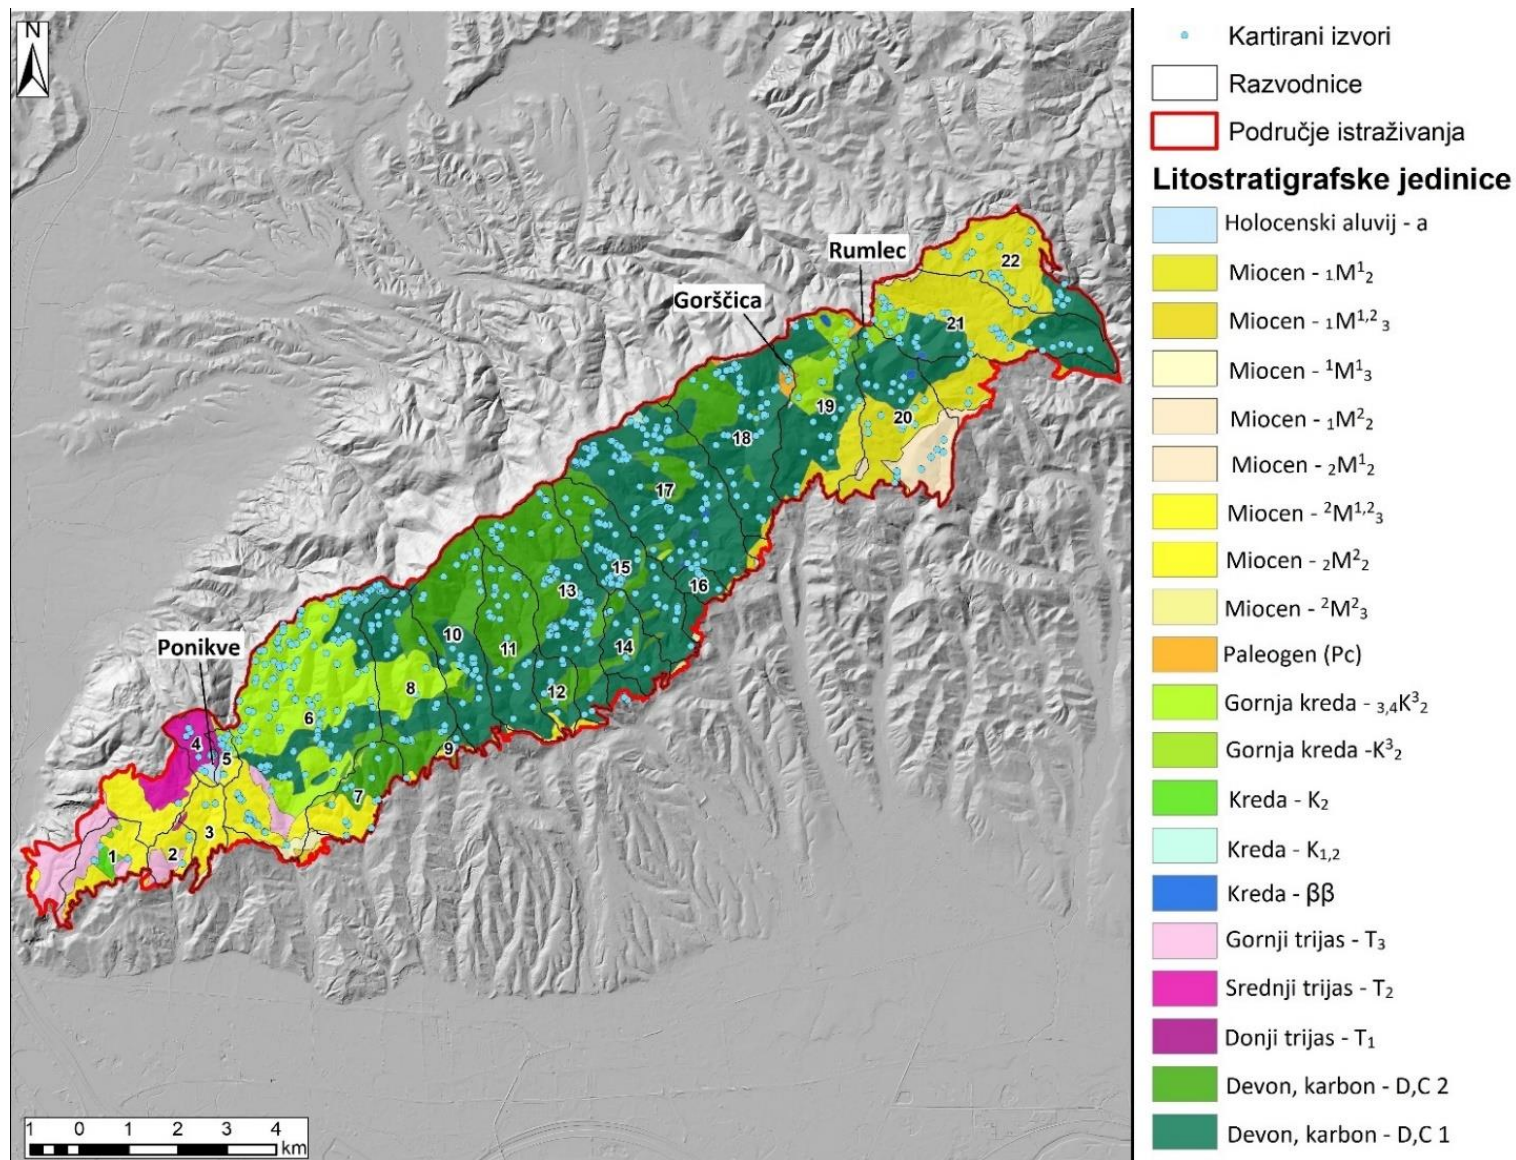 N
Rumlec
Gorščica
Ponikve
22
21
20
19
18
17
16
15
13
14
10
11
12
8
6
9
7
4
5
3
2
1
1 0 1 2 3 4
km
Kartirani izvori
Razvodnice
Područje istraživanja
Litostratigrafske jedinice
Holocenski aluvij - a
Miocen - ₁M¹₂
Miocen - ₁M¹,²₃
Miocen - ¹M¹₃
Miocen - ₁M²₂
Miocen - ₂M¹₂
Miocen - ²M¹,²₃
Miocen - ₂M²₂
Miocen - ²M²₃
Paleogen (Pc)
Gornja kreda - ₃,₄K³₂
Gornja kreda -K³₂
Kreda - K₂
Kreda - K₁,₂
Kreda - ββ
Gornji trijas - T₃
Srednji trijas - T₂
Donji trijas - T₁
Devon, karbon - D,C 2
Devon, karbon - D,C 1